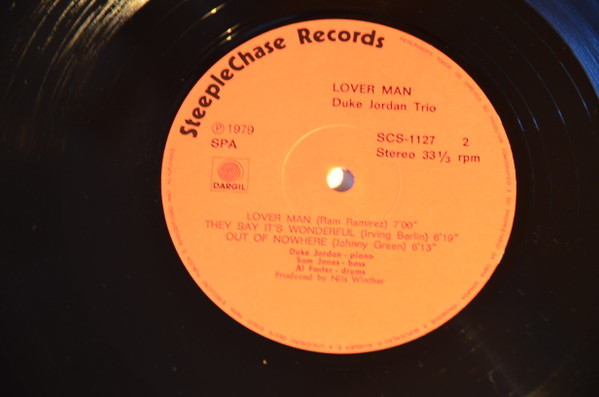 SteepleChase Records
LOVER MAN
Duke Jordan Trio
Ⓟ 1979
SPA
SCS-1127 2
Stereo 33 1/3 rpm
DARGIL
LOVER MAN (Ram Ramirez) 7'00"
THEY SAY IT'S WONDERFUL (Irving Berlin) 6'19"
OUT OF NOWHERE (Johnny Green) 6'13"
Duke Jordan - piano
Sam Jones - bass
Al Foster - drums
Produced by Nils Winther